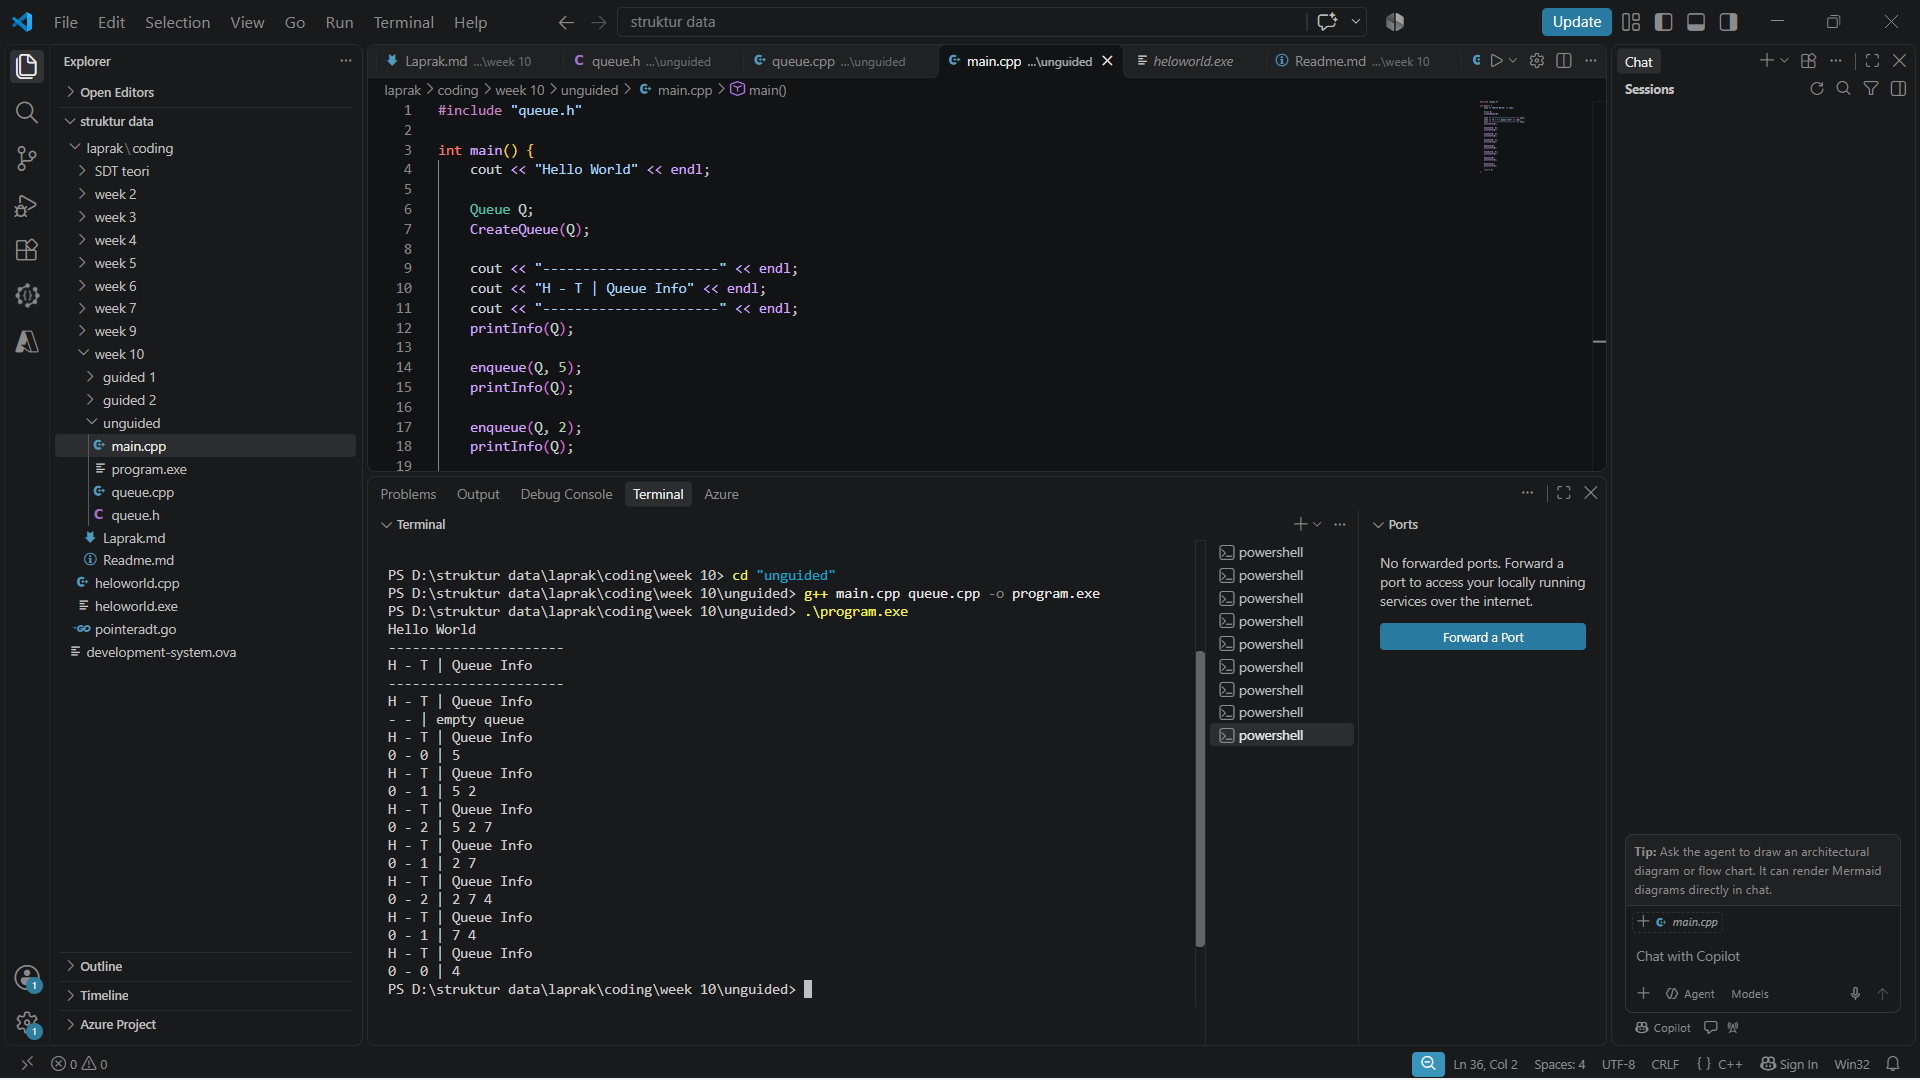 File Edit Selection View Go Run Terminal Help
struktur data
Update
Explorer
Open Editors
struktur data
laprak\coding
SDT teori
week 2
week 3
week 4
week 5
week 6
week 7
week 9
week 10
guided 1
guided 2
unguided
main.cpp
program.exe
queue.cpp
queue.h
Laprak.md
Readme.md
heloworld.cpp
heloworld.exe
pointeradt.go
development-system.ova
Outline
Timeline
Azure Project
Laprak.md ...\week 10
queue.h ...\unguided
queue.cpp ...\unguided
main.cpp ...\unguided
heloworld.exe
Readme.md ...\week 10
laprak > coding > week 10 > unguided > main.cpp > main()
1 #include "queue.h"
2
3 int main() {
4 cout << "Hello World" << endl;
5
6 Queue Q;
7 CreateQueue(Q);
8
9 cout << "----------------------" << endl;
10 cout << "H - T | Queue Info" << endl;
11 cout << "----------------------" << endl;
12 printInfo(Q);
13
14 enqueue(Q, 5);
15 printInfo(Q);
16
17 enqueue(Q, 2);
18 printInfo(Q);
19
Problems Output Debug Console Terminal Azure
Terminal
PS D:\struktur data\laprak\coding\week 10> cd "unguided"
PS D:\struktur data\laprak\coding\week 10\unguided> g++ main.cpp queue.cpp -o program.exe
PS D:\struktur data\laprak\coding\week 10\unguided> .\program.exe
Hello World
----------------------
H - T | Queue Info
----------------------
H - T | Queue Info
- - | empty queue
H - T | Queue Info
0 - 0 | 5
H - T | Queue Info
0 - 1 | 5 2
H - T | Queue Info
0 - 2 | 5 2 7
H - T | Queue Info
0 - 1 | 2 7
H - T | Queue Info
0 - 2 | 2 7 4
H - T | Queue Info
0 - 1 | 7 4
H - T | Queue Info
0 - 0 | 4
PS D:\struktur data\laprak\coding\week 10\unguided>
powershell
powershell
powershell
powershell
powershell
powershell
powershell
powershell
powershell
Ports
No forwarded ports. Forward a
port to access your locally running
services over the internet.
Forward a Port
Chat
Sessions
Tip: Ask the agent to draw an architectural
diagram or flow chart. It can render Mermaid
diagrams directly in chat.
main.cpp
Chat with Copilot
Agent Models
Copilot
1
1
0 0
Ln 36, Col 2 Spaces: 4 UTF-8 CRLF {} C++ Sign In Win32